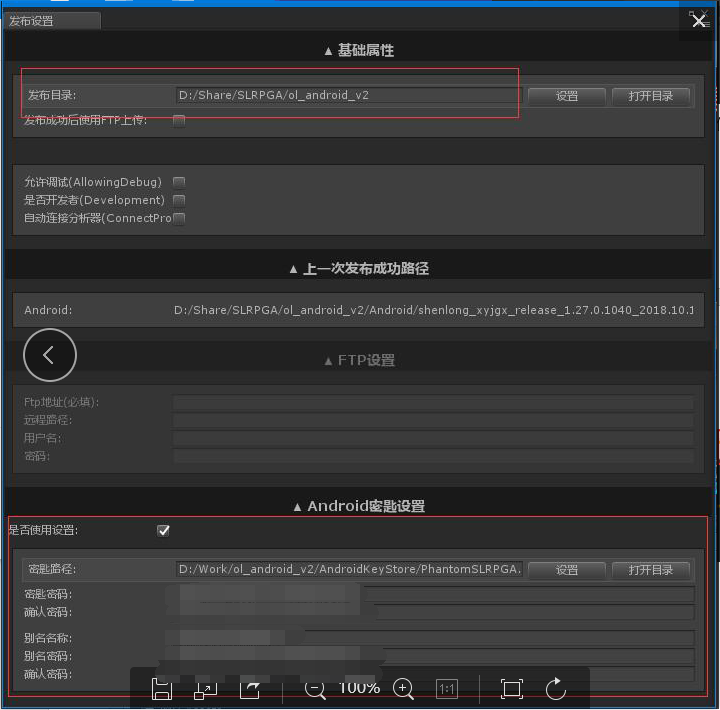 发布设置
▲ 基础属性
发布目录: D:/Share/SLRPGA/ol_android_v2 设置 打开目录
发布成功后使用FTP上传:
允许调试(AllowingDebug)
是否开发者(Development)
自动连接分析器(ConnectPro
▲ 上一次发布成功路径
Android: D:/Share/SLRPGA/ol_android_v2/Android/shenlong_xyjgx_release_1.27.0.1040_2018.10.1
▲ FTP设置
Ftp地址(必填):
远程路径:
用户名:
密码:
▲ Android密匙设置
是否使用设置:
密匙路径: D:/Work/ol_android_v2/AndroidKeyStore/PhantomSLRPGA. 设置 打开目录
密匙密码:
确认密码:
别名名称:
别名密码:
确认密码:
100%
1:1